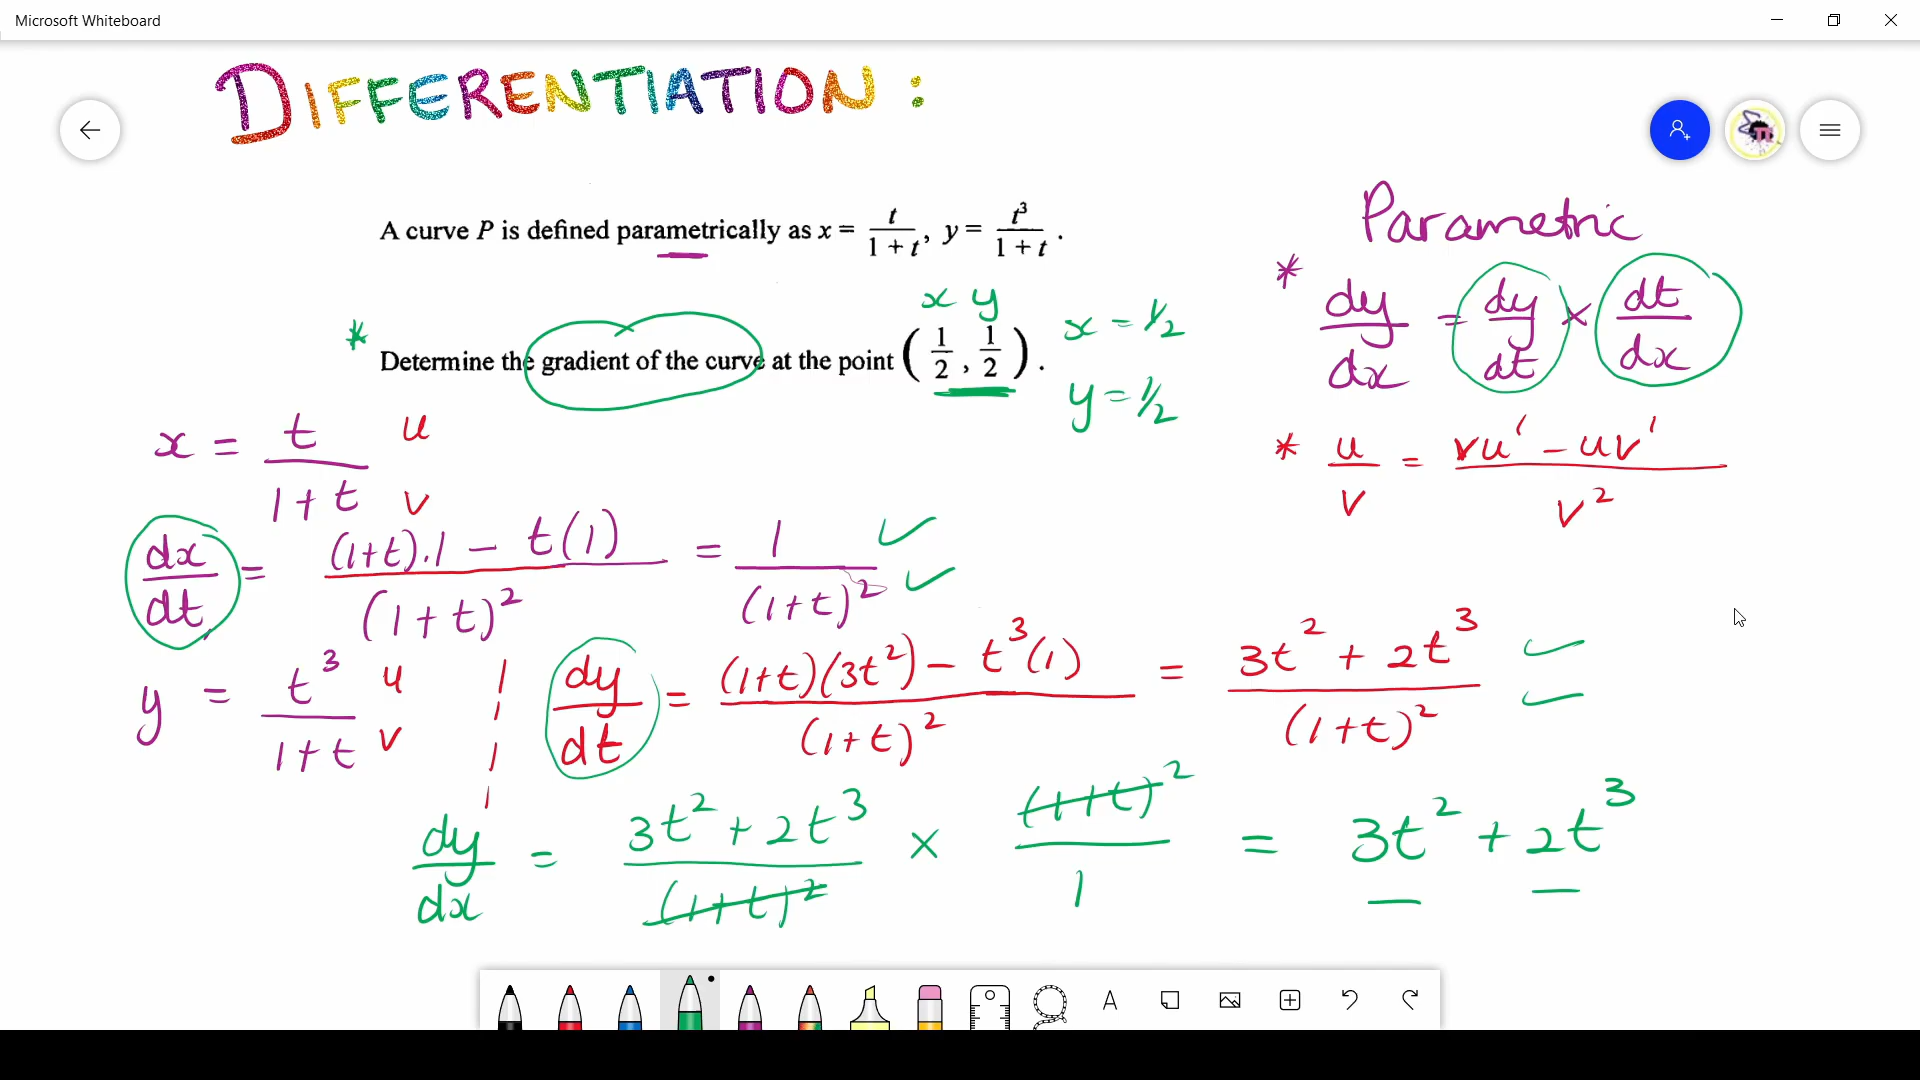 Microsoft Whiteboard
DIFFERENTIATION :
A curve P is defined parametrically as x = t/(1 + t), y = t³/(1 + t) .
x y
* Determine the gradient of the curve at the point (1/2, 1/2) .
x = 1/2
y = 1/2
Parametric
* dy/dx = dy/dt × dt/dx
* u/v = (vu' - uv')/v²
x = t/(1+t) u v
dx/dt = ((1+t).1 - t(1))/(1+t)² = 1/(1+t)² ✓ ✓
y = t³/(1+t) u v
dy/dt = ((1+t)(3t²) - t³(1))/(1+t)² = (3t² + 2t³)/(1+t)² ✓ ✓
dy/dx = (3t² + 2t³)/(1+t)² × (1+t)²/1 = 3t² + 2t³